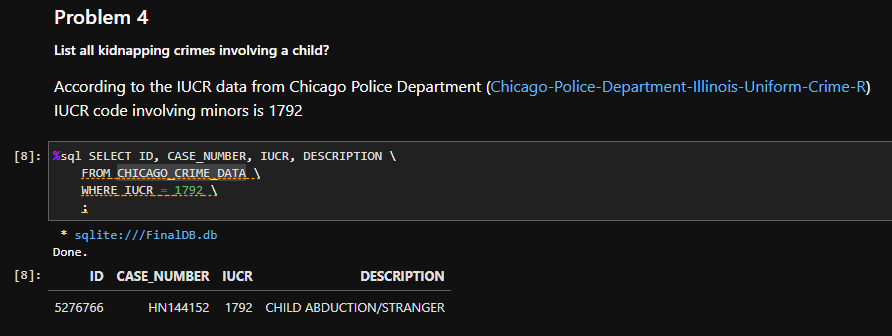 Problem 4
List all kidnapping crimes involving a child?
According to the IUCR data from Chicago Police Department (Chicago-Police-Department-Illinois-Uniform-Crime-R)
IUCR code involving minors is 1792
[8]: %sql SELECT ID, CASE_NUMBER, IUCR, DESCRIPTION \
FROM CHICAGO_CRIME_DATA \
WHERE IUCR = 1792 \
;
* sqlite:///FinalDB.db
Done.
[8]: ID CASE_NUMBER IUCR DESCRIPTION
5276766 HN144152 1792 CHILD ABDUCTION/STRANGER